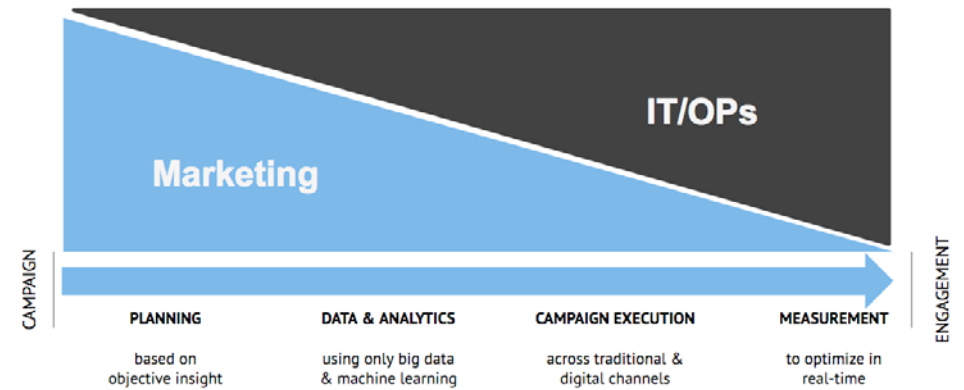 IT/OPs
Marketing
CAMPAIGN
ENGAGEMENT
PLANNING
based on
objective insight
DATA & ANALYTICS
using only big data
& machine learning
CAMPAIGN EXECUTION
across traditional &
digital channels
MEASUREMENT
to optimize in
real-time